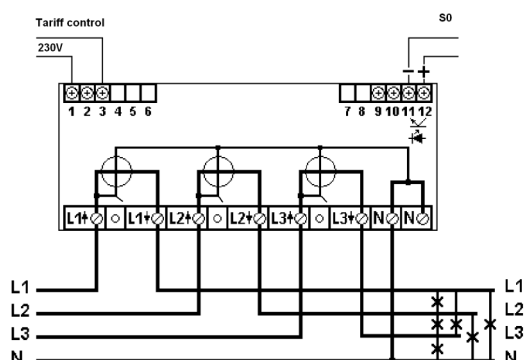 Tariff control
S0
230V
− +
1 2 3 4 5 6 7 8 9 10 11 12
L1 L1 L2 L2 L3 L3 N N
L1 L1
L2 L2
L3 L3
N N